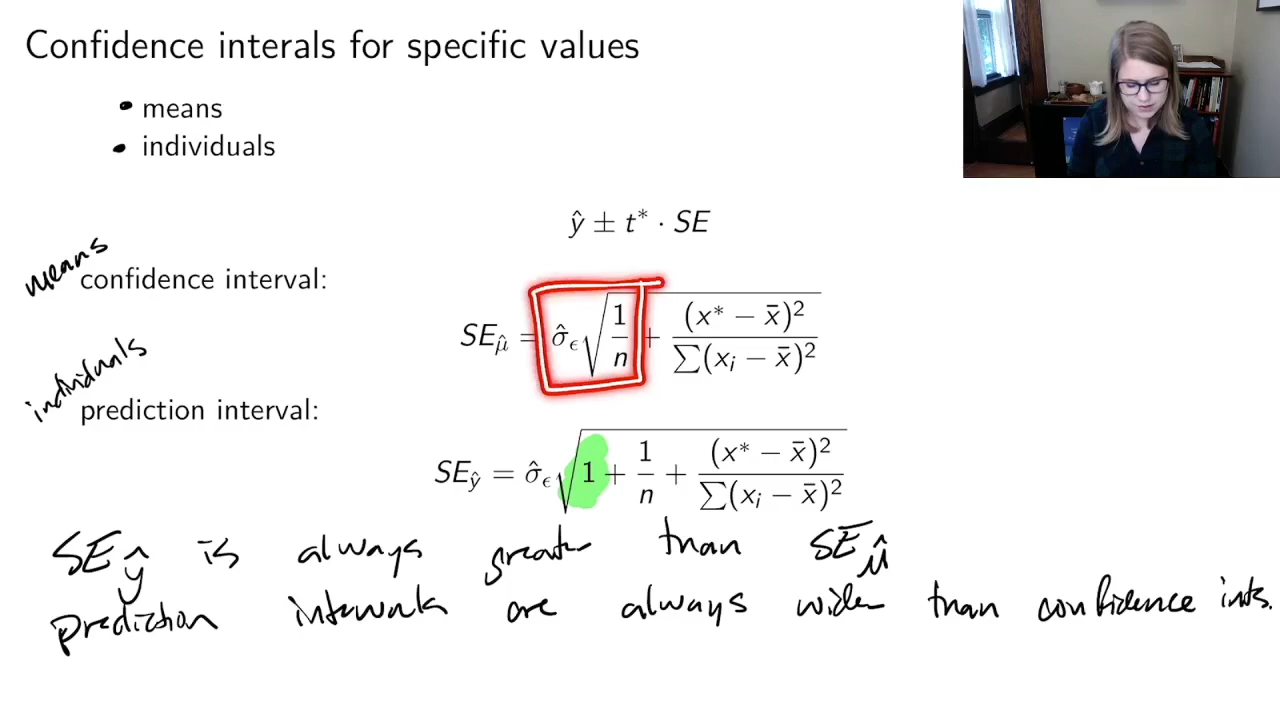 Confidence interals for specific values
• means
• individuals
ŷ ± t* · SE
means
confidence interval:
SE_μ̂ = σ̂_ϵ √(1/n + (x* − x̄)²/∑(x_i − x̄)²)
individuals
prediction interval:
SE_ŷ = σ̂_ϵ √(1 + 1/n + (x* − x̄)²/∑(x_i − x̄)²)
SE_ŷ is always greater than SE_μ̂
prediction intervals are always wider than confidence ints.